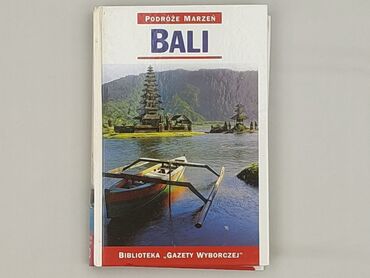 PODRÓŻE MARZEŃ
BALI
BIBLIOTEKA „GAZETY WYBORCZEJ"